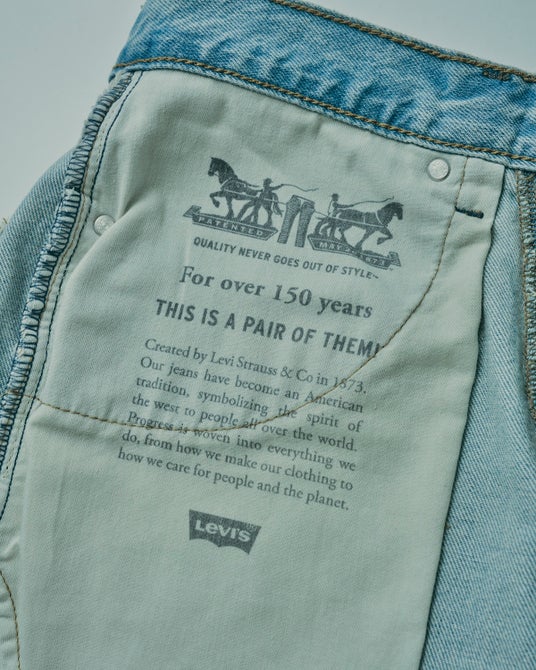 PATENTED MAY 20 1873
QUALITY NEVER GOES OUT OF STYLE™
For over 150 years
THIS IS A PAIR OF THEM!
Created by Levi Strauss & Co in 1873.
Our jeans have become an American
tradition, symbolizing the spirit of
the west to people all over the world.
Progress is woven into everything we
do, from how we make our clothing to
how we care for people and the planet.
Levi's